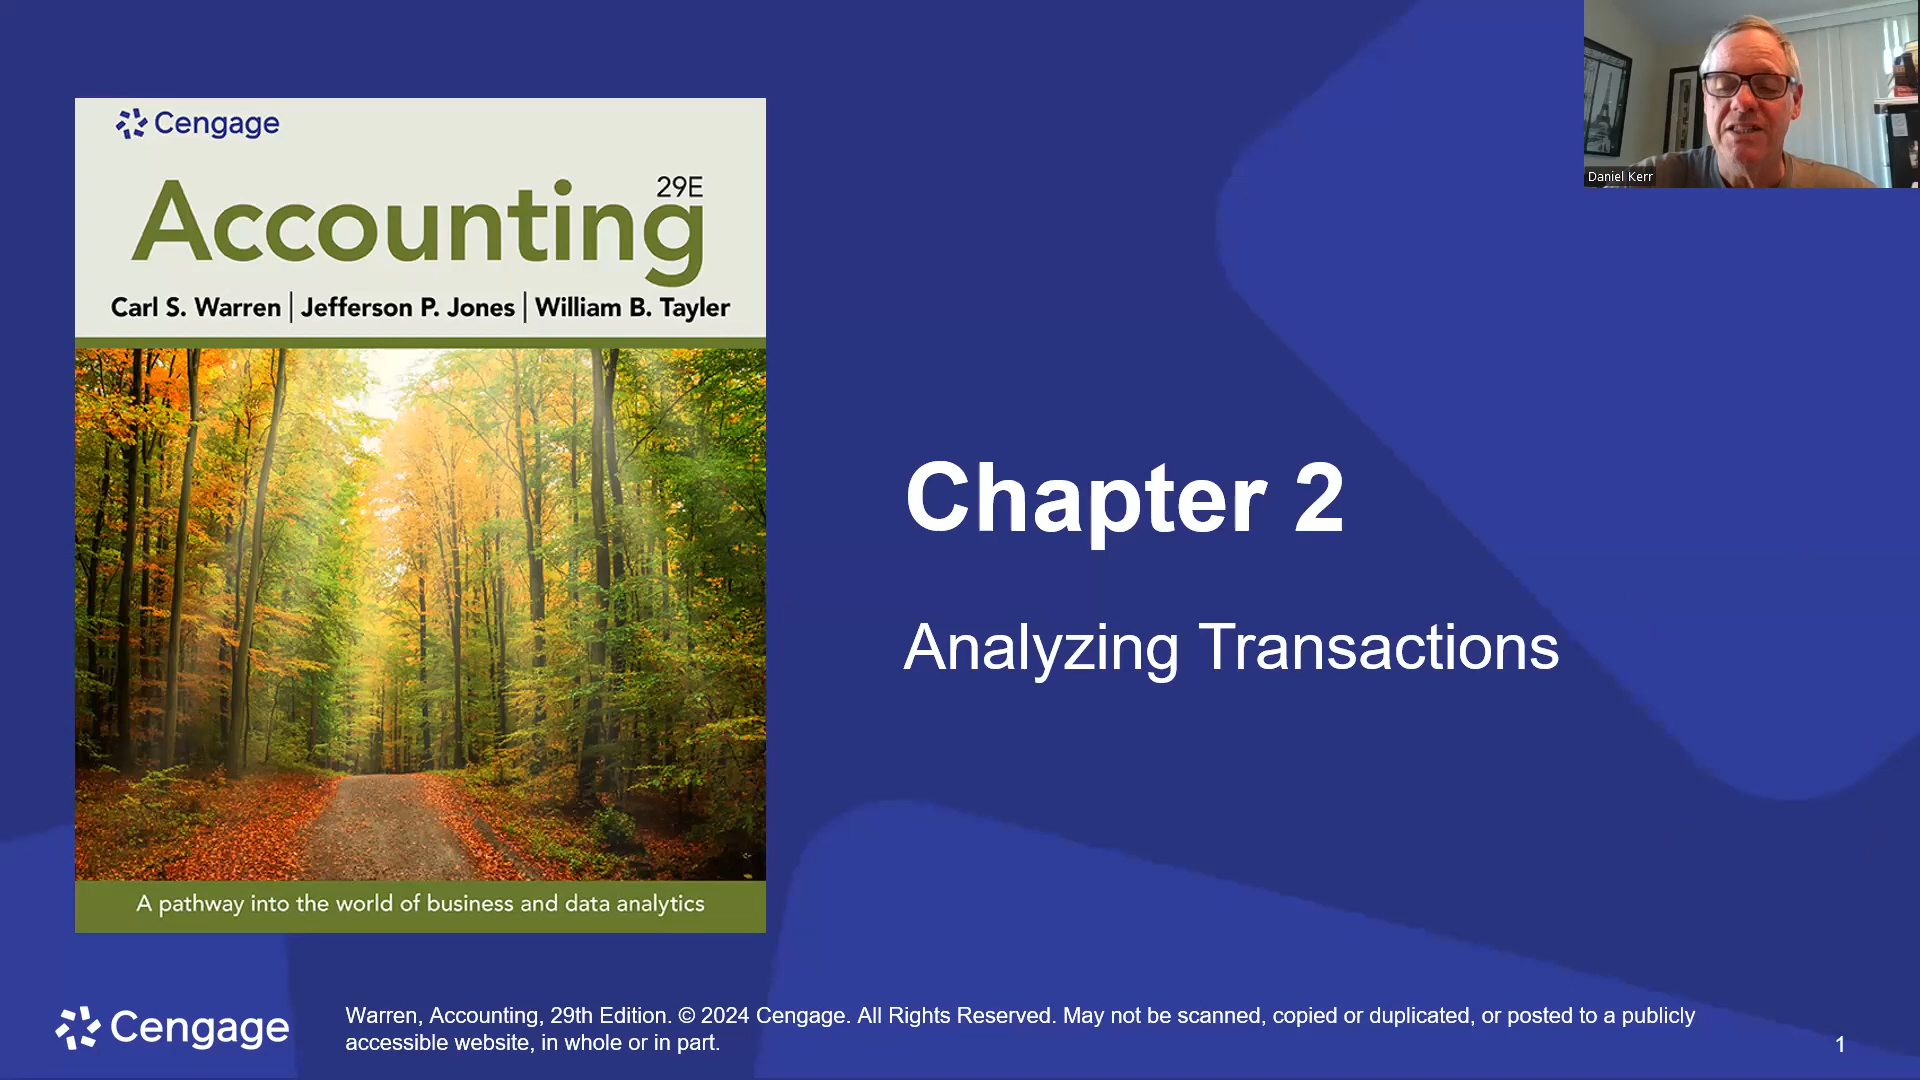 Cengage
29E
Accounting
Carl S. Warren | Jefferson P. Jones | William B. Tayler
A pathway into the world of business and data analytics
Chapter 2
Analyzing Transactions
Daniel Kerr
Cengage
Warren, Accounting, 29th Edition. © 2024 Cengage. All Rights Reserved. May not be scanned, copied or duplicated, or posted to a publicly
accessible website, in whole or in part.
1